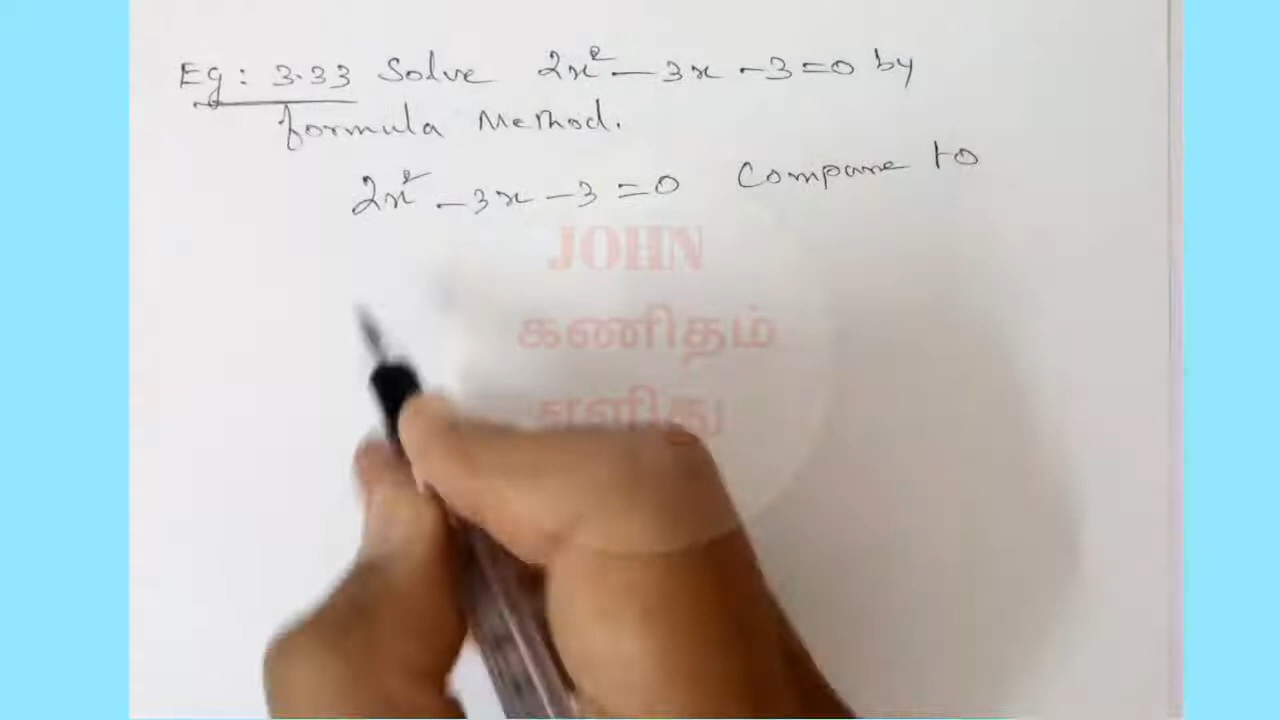 Eg: 3.33 Solve 2x² - 3x - 3 = 0 by
formula Method.
2x² - 3x - 3 = 0 Compare to
JOHN
கணிதம்
எளிது